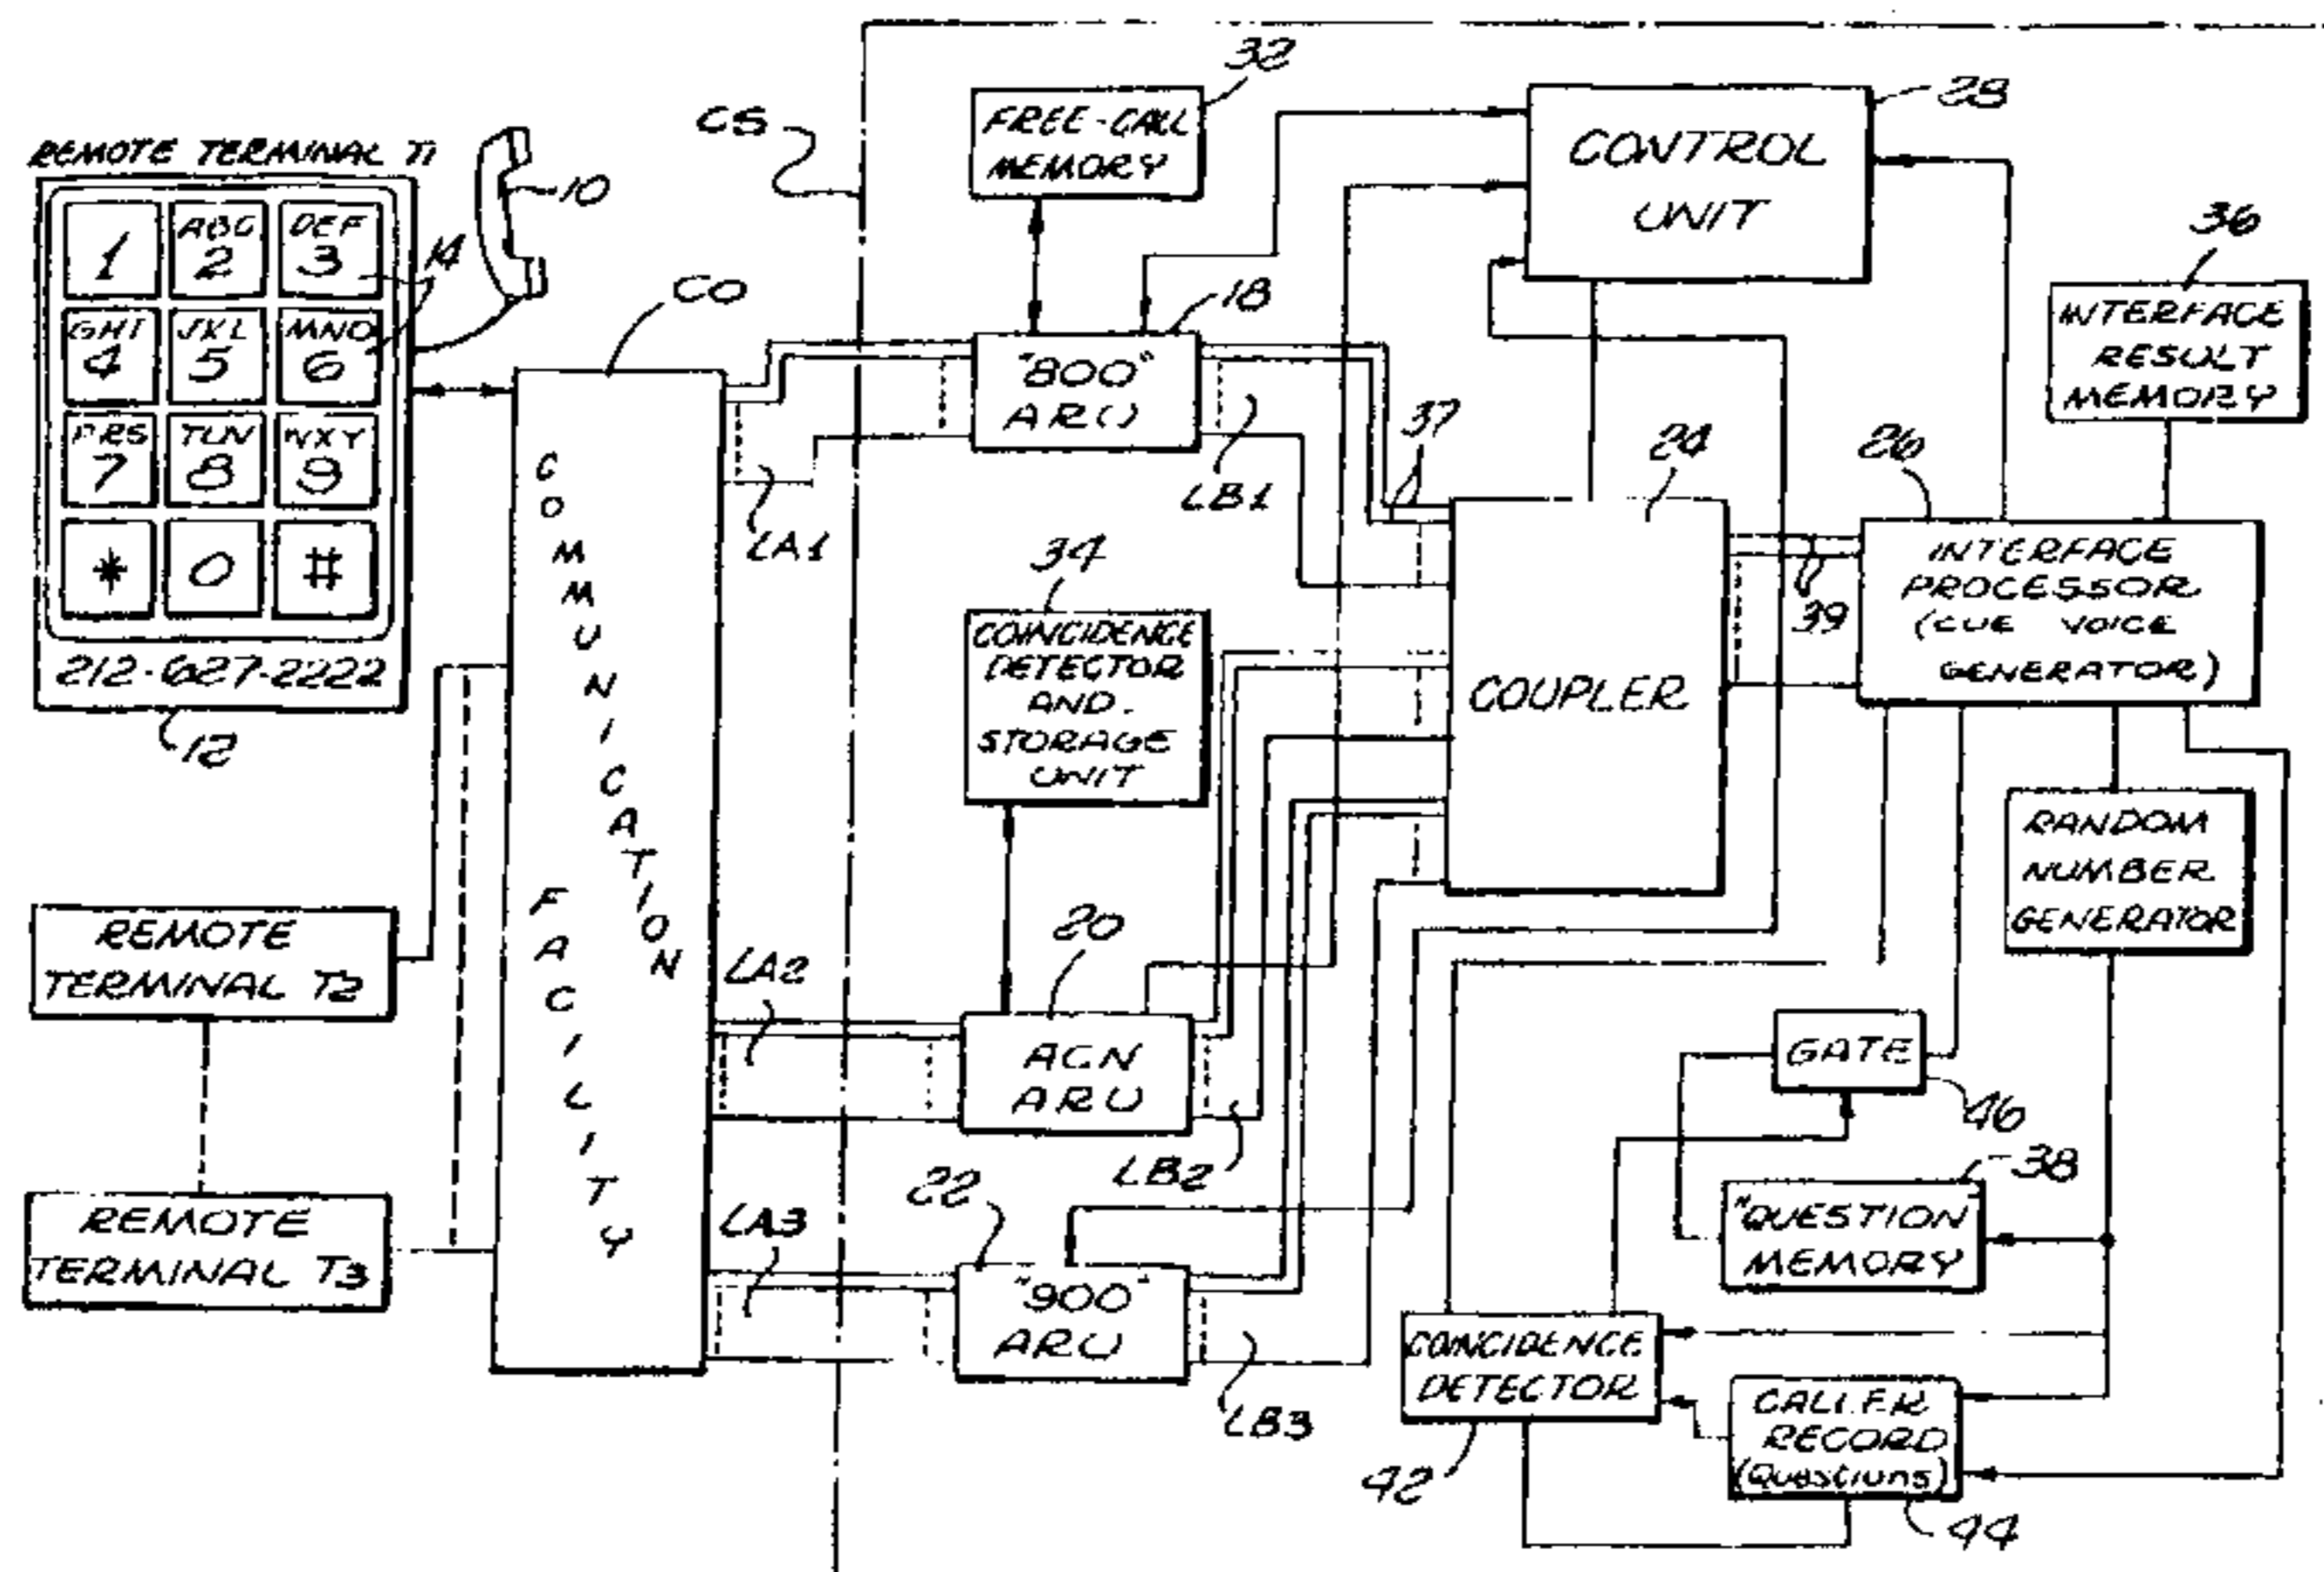 REMOTE TERMINAL T1
10
1
ABC
2
DEF
3
14
GHI
4
JKL
5
MNO
6
PRS
7
TUV
8
WXY
9
*
0
#
212-627-2222
12
REMOTE
TERMINAL T2
REMOTE
TERMINAL T3
CO
COMMUNICATION
FACILITY
CS
LA1
LA2
LA3
32
FREE-CALL
MEMORY
18
"800"
ARU
LB1
37
34
COINCIDENCE
DETECTOR
AND
STORAGE
UNIT
20
ACN
ARU
LB2
22
"900"
ARU
LB3
28
CONTROL
UNIT
24
COUPLER
39
36
INTERFACE
RESULT
MEMORY
26
INTERFACE
PROCESSOR
(CUE VOICE
GENERATOR)
RANDOM
NUMBER
GENERATOR
GATE
46
38
"QUESTION
MEMORY
COINCIDENCE
DETECTOR
42
CALLER
RECORD
(Questions)
44